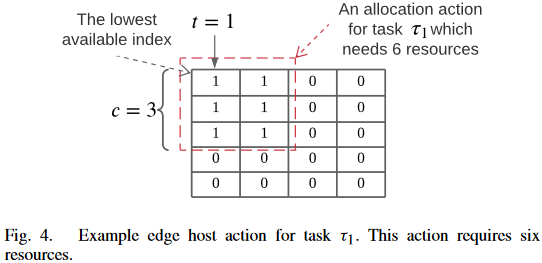 The lowest
available index
t = 1
An allocation action
for task τ1 which
needs 6 resources
c = 3
1 1 0 0
1 1 0 0
1 1 0 0
0 0 0 0
0 0 0 0
Fig. 4. Example edge host action for task τ1. This action requires six
resources.